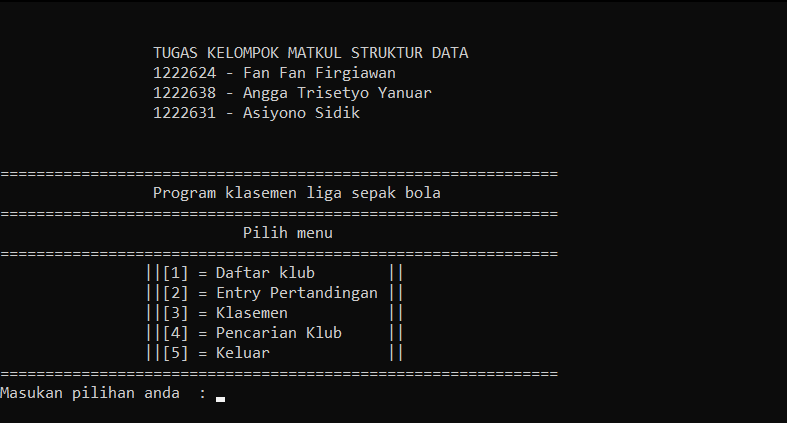 TUGAS KELOMPOK MATKUL STRUKTUR DATA
1222624 - Fan Fan Firgiawan
1222638 - Angga Trisetyo Yanuar
1222631 - Asiyono Sidik
==============================================================
Program klasemen liga sepak bola
==============================================================
Pilih menu
==============================================================
||[1] = Daftar klub        ||
||[2] = Entry Pertandingan ||
||[3] = Klasemen           ||
||[4] = Pencarian Klub     ||
||[5] = Keluar             ||
==============================================================
Masukan pilihan anda  : _